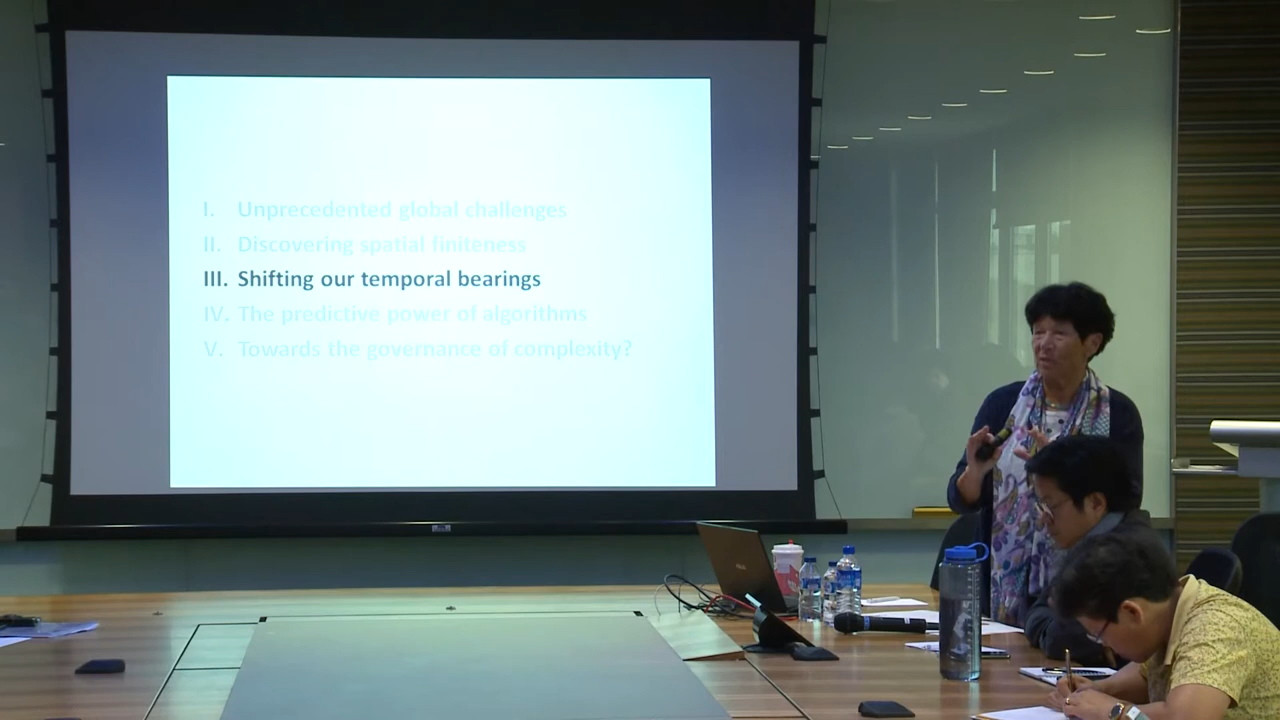 I. Unprecedented global challenges
II. Discovering spatial finiteness
III. Shifting our temporal bearings
IV. The predictive power of algorithms
V. Towards the governance of complexity?
ASUS